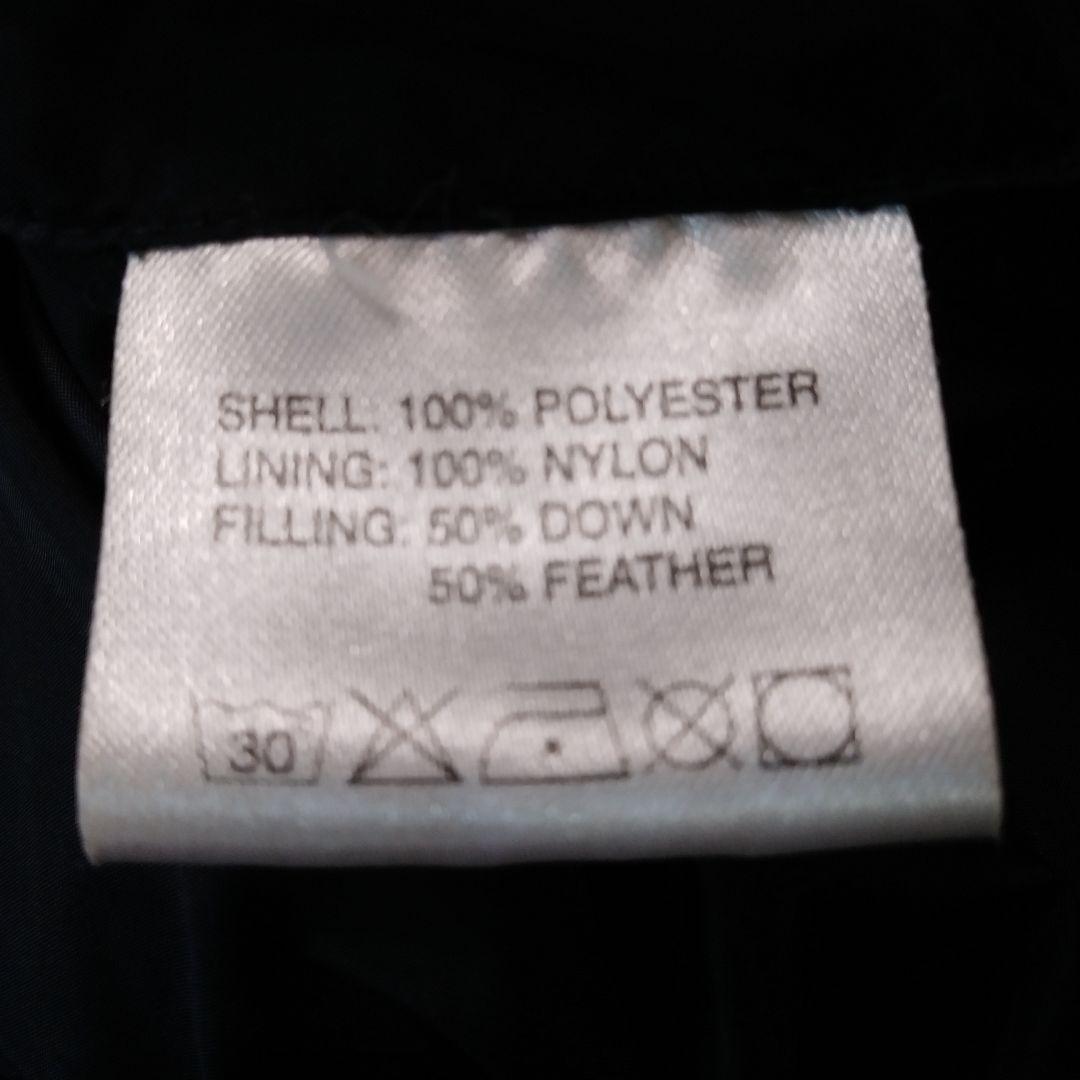 SHELL: 100% POLYESTER
LINING: 100% NYLON
FILLING: 50% DOWN
50% FEATHER
30